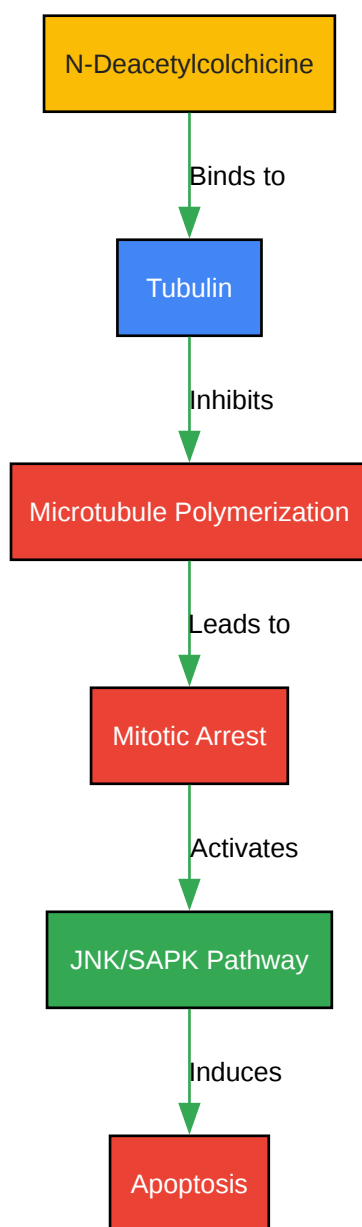 N-Deacetylcolchicine
Binds to
Tubulin
Inhibits
Microtubule Polymerization
Leads to
Mitotic Arrest
Activates
JNK/SAPK Pathway
Induces
Apoptosis